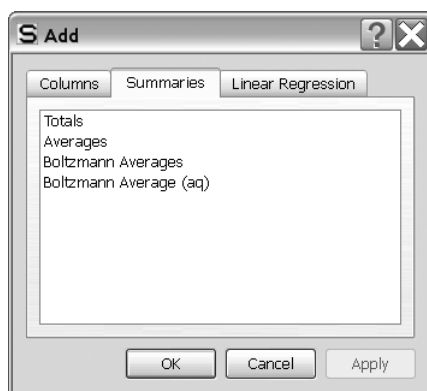 S Add
?
Columns Summaries Linear Regression
Totals
Averages
Boltzmann Averages
Boltzmann Average (aq)
OK Cancel Apply